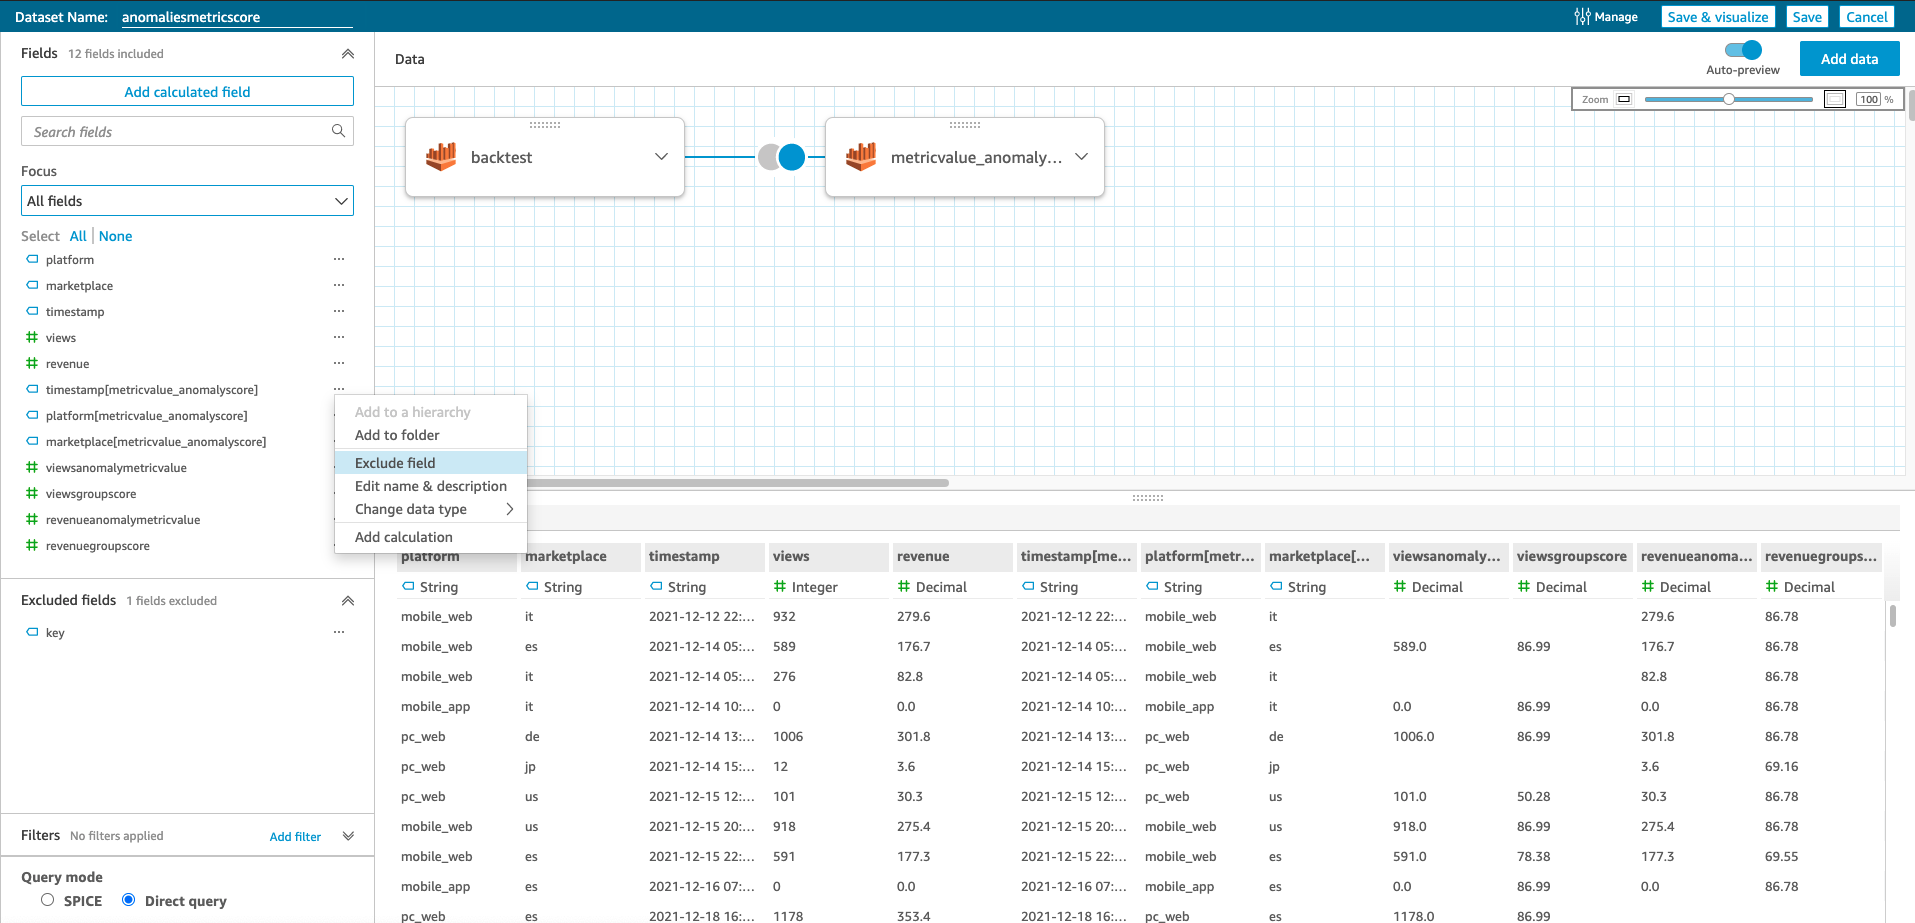 Dataset Name: anomaliesmetricscore
Manage
Save & visualize
Save
Cancel
Fields 12 fields included
Add calculated field
Search fields
Focus
All fields
Select All | None
platform ...
marketplace ...
timestamp ...
views ...
revenue ...
timestamp[metricvalue_anomalyscore] ...
platform[metricvalue_anomalyscore]
marketplace[metricvalue_anomalyscore]
viewsanomalymetricvalue
viewsgroupscore
revenueanomalymetricvalue
revenuegroupscore
Add to a hierarchy
Add to folder
Exclude field
Edit name & description
Change data type
Add calculation
Excluded fields 1 fields excluded
key ...
Filters No filters applied Add filter
Query mode
SPICE Direct query
Data
Auto-preview
Add data
Zoom 100 %
backtest
metricvalue_anomaly...
platform marketplace timestamp views revenue timestamp[me... platform[metr... marketplace[... viewsanomaly... viewsgroupscore revenueanoma... revenuegroups...
String String String Integer Decimal String String String Decimal Decimal Decimal Decimal
mobile_web it 2021-12-12 22:... 932 279.6 2021-12-12 22:... mobile_web it 279.6 86.78
mobile_web es 2021-12-14 05:... 589 176.7 2021-12-14 05:... mobile_web es 589.0 86.99 176.7 86.78
mobile_web it 2021-12-14 05:... 276 82.8 2021-12-14 05:... mobile_web it 82.8 86.78
mobile_app it 2021-12-14 10:... 0 0.0 2021-12-14 10:... mobile_app it 0.0 86.99 0.0 86.78
pc_web de 2021-12-14 13:... 1006 301.8 2021-12-14 13:... pc_web de 1006.0 86.99 301.8 86.78
pc_web jp 2021-12-14 15:... 12 3.6 2021-12-14 15:... pc_web jp 3.6 69.16
pc_web us 2021-12-15 12:... 101 30.3 2021-12-15 12:... pc_web us 101.0 50.28 30.3 86.78
mobile_web us 2021-12-15 20:... 918 275.4 2021-12-15 20:... mobile_web us 918.0 86.99 275.4 86.78
mobile_web es 2021-12-15 22:... 591 177.3 2021-12-15 22:... mobile_web es 591.0 78.38 177.3 69.55
mobile_app es 2021-12-16 07:... 0 0.0 2021-12-16 07:... mobile_app es 0.0 86.99 0.0 86.78
pc_web es 2021-12-18 16:... 1178 353.4 2021-12-18 16:... pc_web es 1178.0 86.99